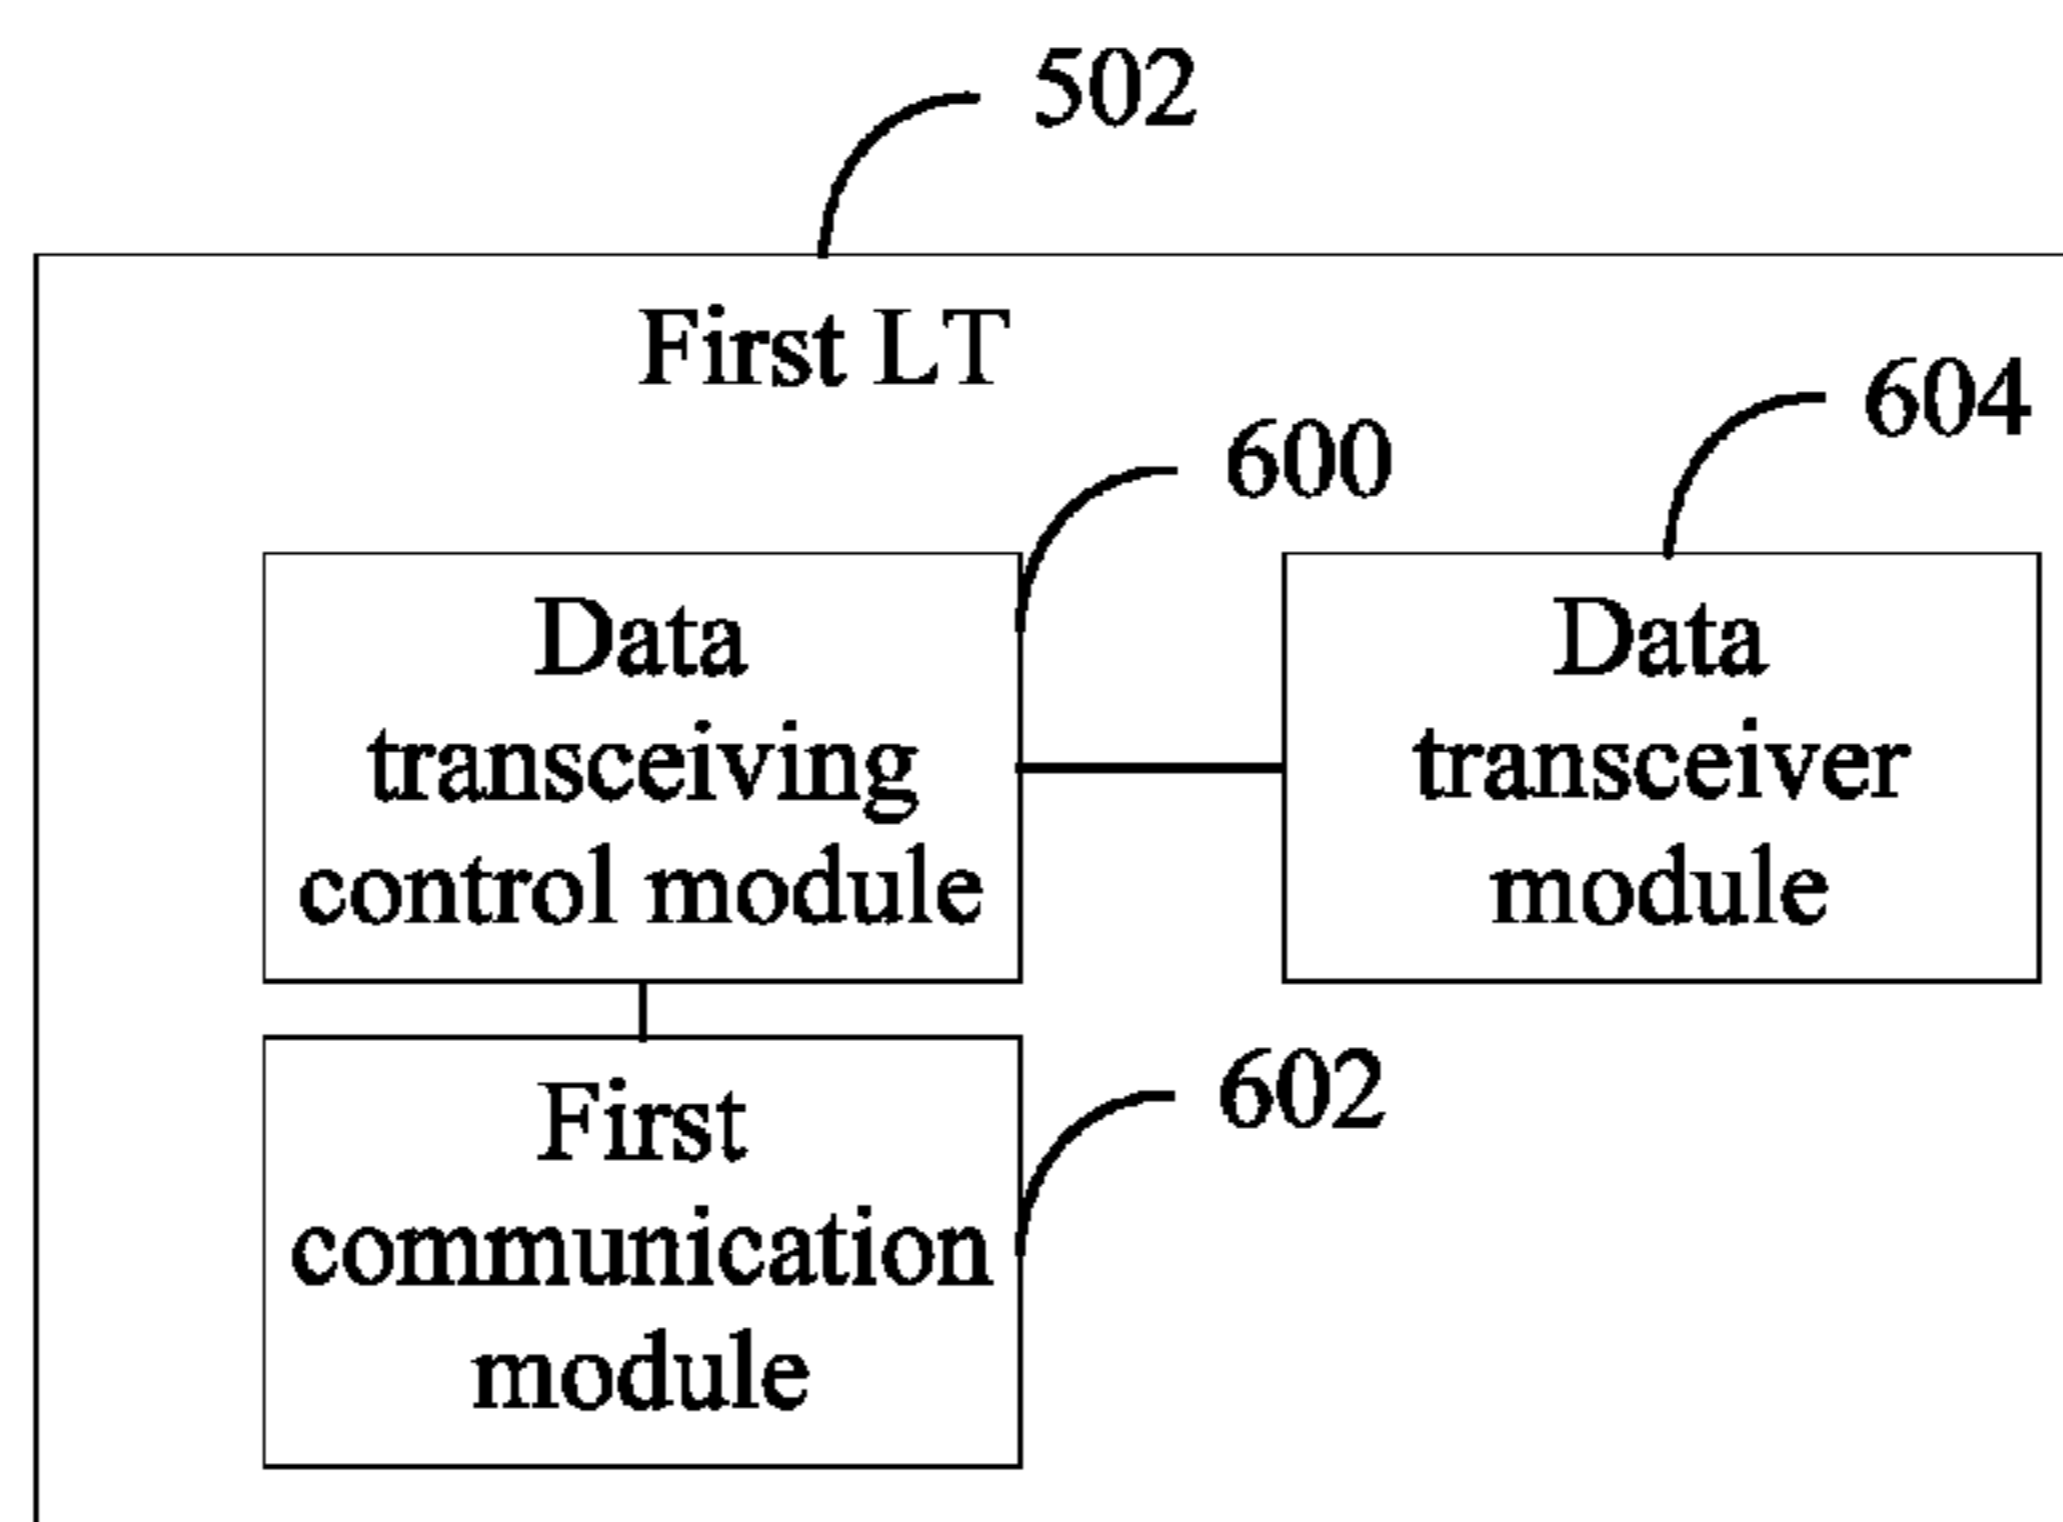 502
First LT
604
600
Data
transceiving
control module
Data
transceiver
module
602
First
communication
module